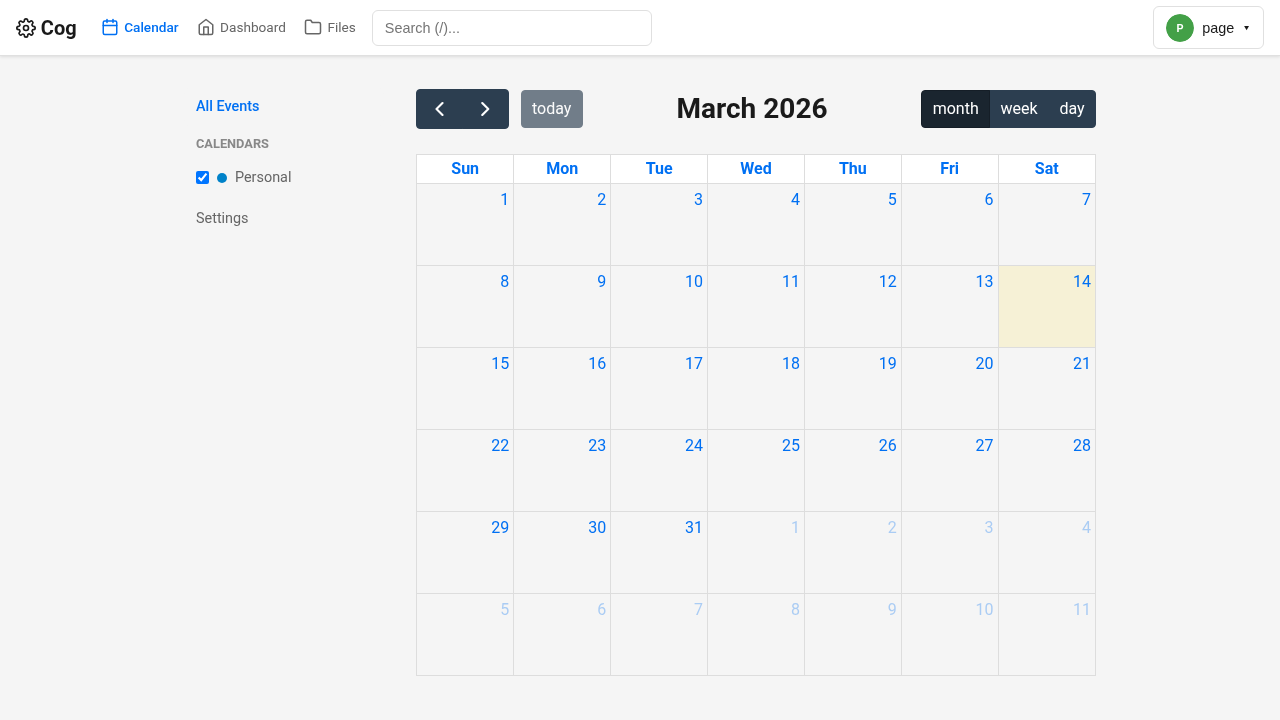 Cog Calendar Dashboard Files Search (/)... P page ▾
All Events
CALENDARS
Personal
Settings
today March 2026 month week day
Sun Mon Tue Wed Thu Fri Sat
1 2 3 4 5 6 7
8 9 10 11 12 13 14
15 16 17 18 19 20 21
22 23 24 25 26 27 28
29 30 31 1 2 3 4
5 6 7 8 9 10 11